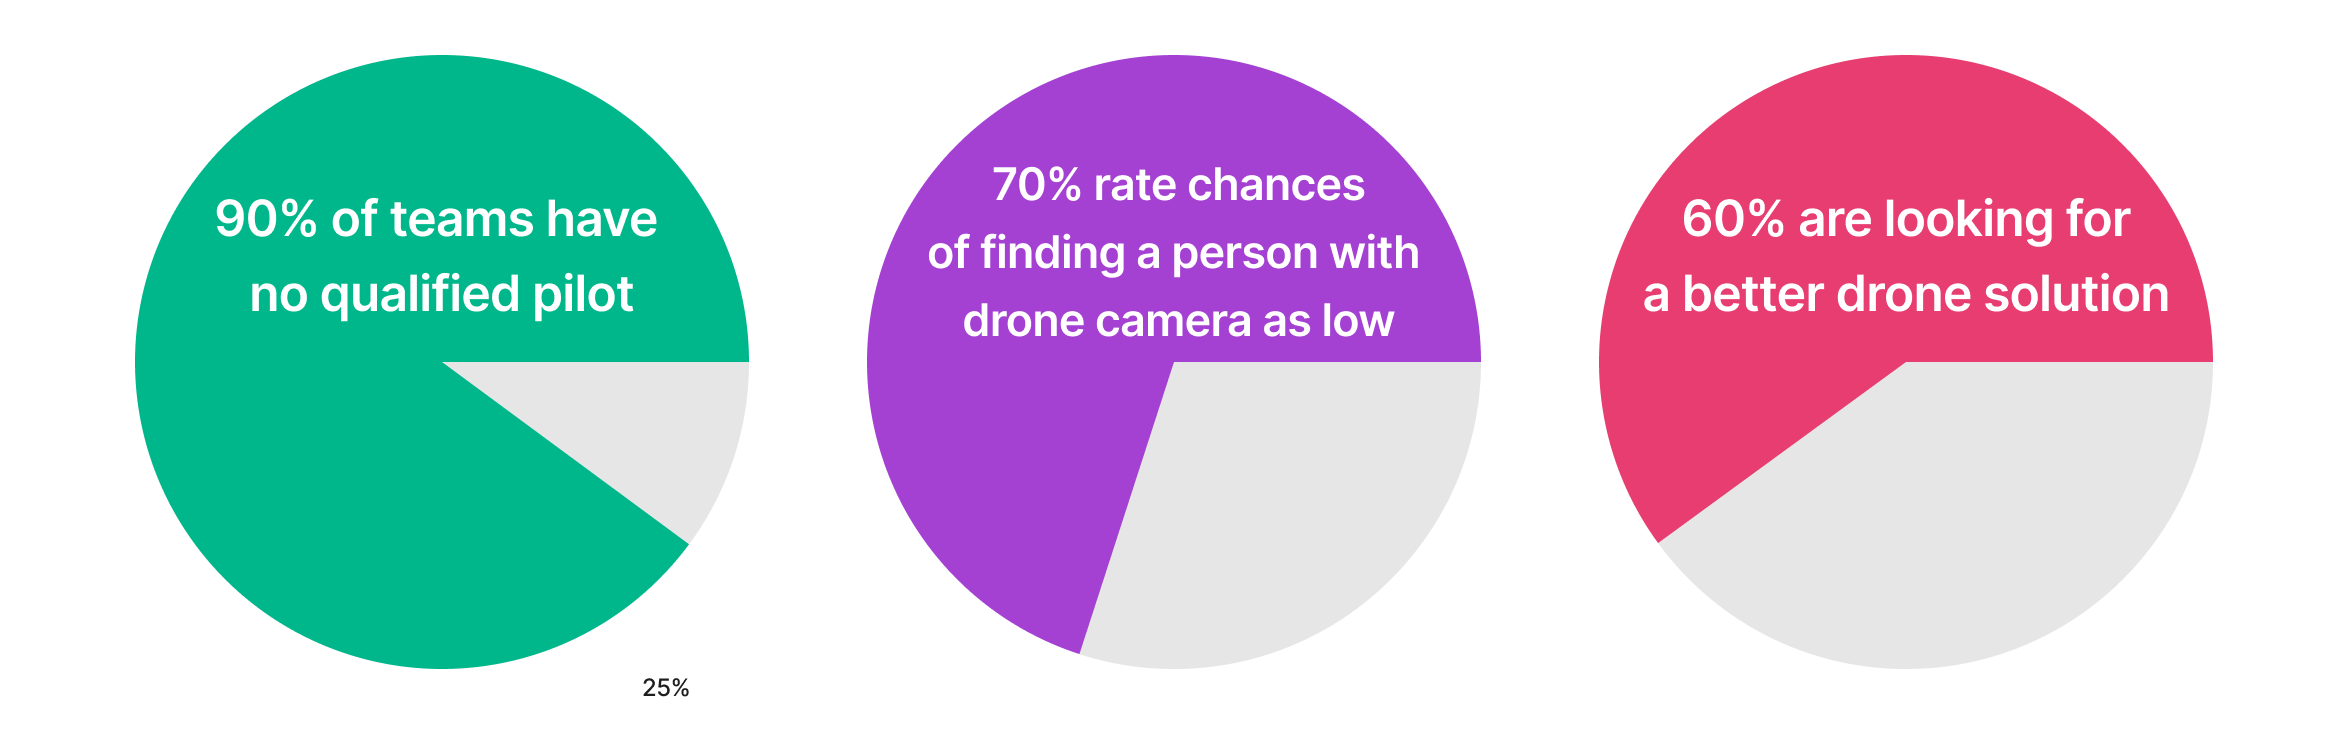 90% of teams have
no qualified pilot
70% rate chances
of finding a person with
drone camera as low
60% are looking for
a better drone solution
25%